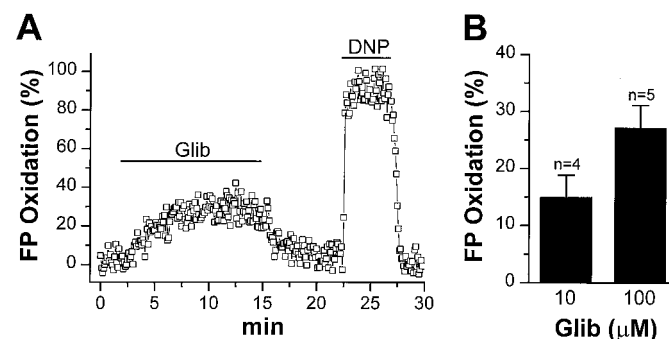 A
FP Oxidation (%)
100
80
60
40
20
0
Glib
DNP
0 5 10 15 20 25 30
min
B
FP Oxidation (%)
40
30
20
10
0
n=4
n=5
10 100
Glib (μM)